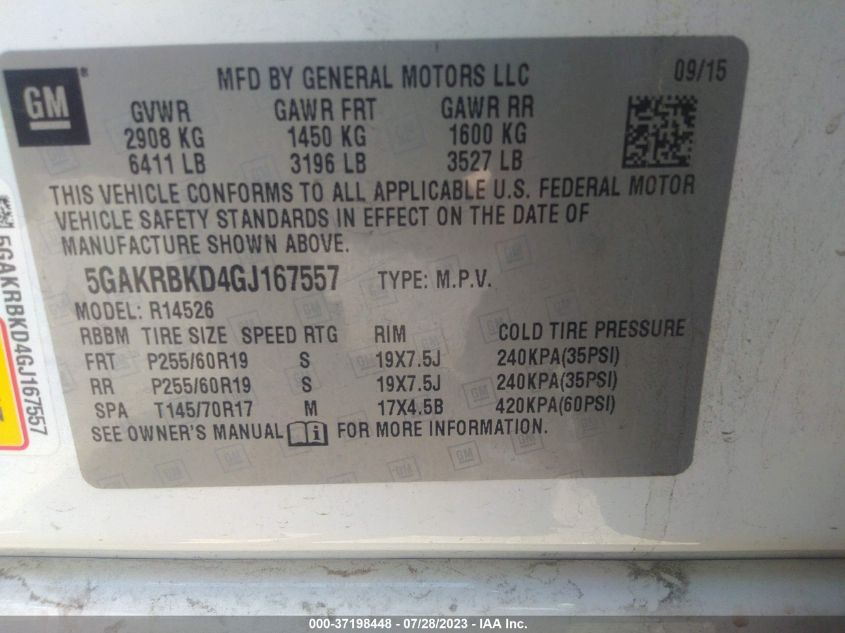 GM ®
MFD BY GENERAL MOTORS LLC 09/15
GVWR GAWR FRT GAWR RR
2908 KG 1450 KG 1600 KG
6411 LB 3196 LB 3527 LB
THIS VEHICLE CONFORMS TO ALL APPLICABLE U.S. FEDERAL MOTOR
VEHICLE SAFETY STANDARDS IN EFFECT ON THE DATE OF
MANUFACTURE SHOWN ABOVE.
5GAKRBKD4GJ167557 TYPE: M.P.V.
MODEL: R14526
RBBM TIRE SIZE SPEED RTG RIM COLD TIRE PRESSURE
FRT P255/60R19 S 19X7.5J 240KPA(35PSI)
RR P255/60R19 S 19X7.5J 240KPA(35PSI)
SPA T145/70R17 M 17X4.5B 420KPA(60PSI)
SEE OWNER'S MANUAL i FOR MORE INFORMATION.
5GAKRBKD4GJ167557
000-37198448 - 07/28/2023 - IAA Inc.